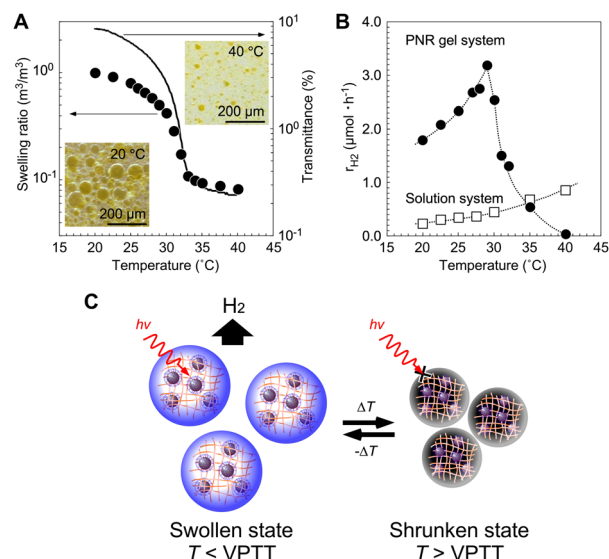 A
Swelling ratio (m³/m³)
10⁰
10⁻¹
40 °C
200 µm
20 °C
200 µm
10¹
10⁰
10⁻¹
Transmittance (%)
15 20 25 30 35 40 45
Temperature (˚C)
B
PNR gel system
Solution system
r_H2 (µmol ·h⁻¹)
4.0
3.0
2.0
1.0
0.0
15 20 25 30 35 40 45
Temperature (˚C)
C
hν
H₂
hν
ΔT
-ΔT
Swollen state
T < VPTT
Shrunken state
T > VPTT